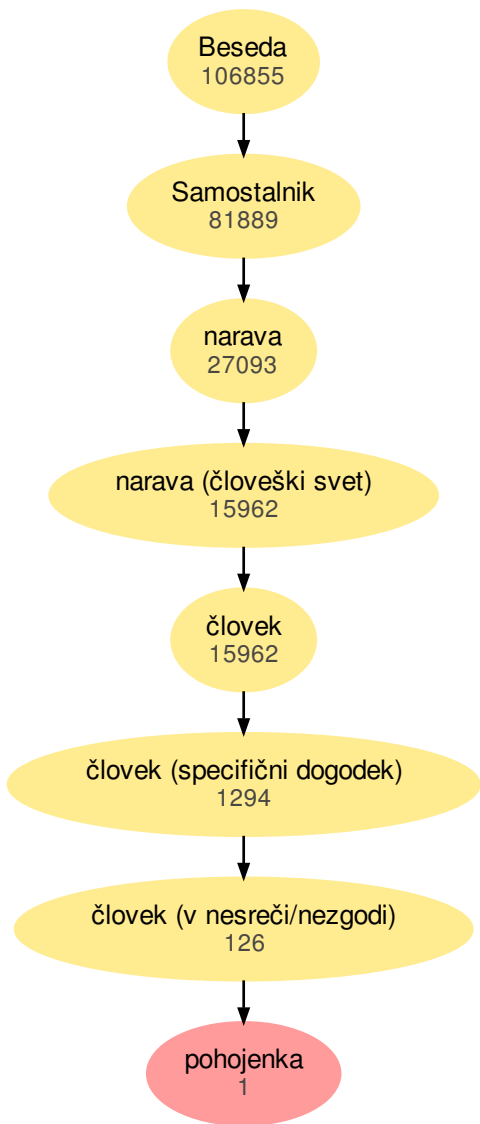 Beseda
106855
Samostalnik
81889
narava
27093
narava (človeški svet)
15962
človek
15962
človek (specifični dogodek)
1294
človek (v nesreči/nezgodi)
126
pohojenka
1